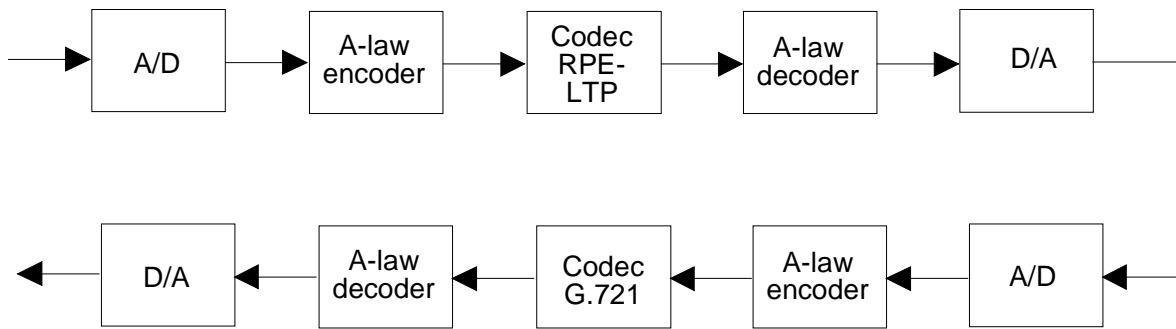 A/D
A-law
encoder
Codec
RPE-
LTP
A-law
decoder
D/A
D/A
A-law
decoder
Codec
G.721
A-law
encoder
A/D